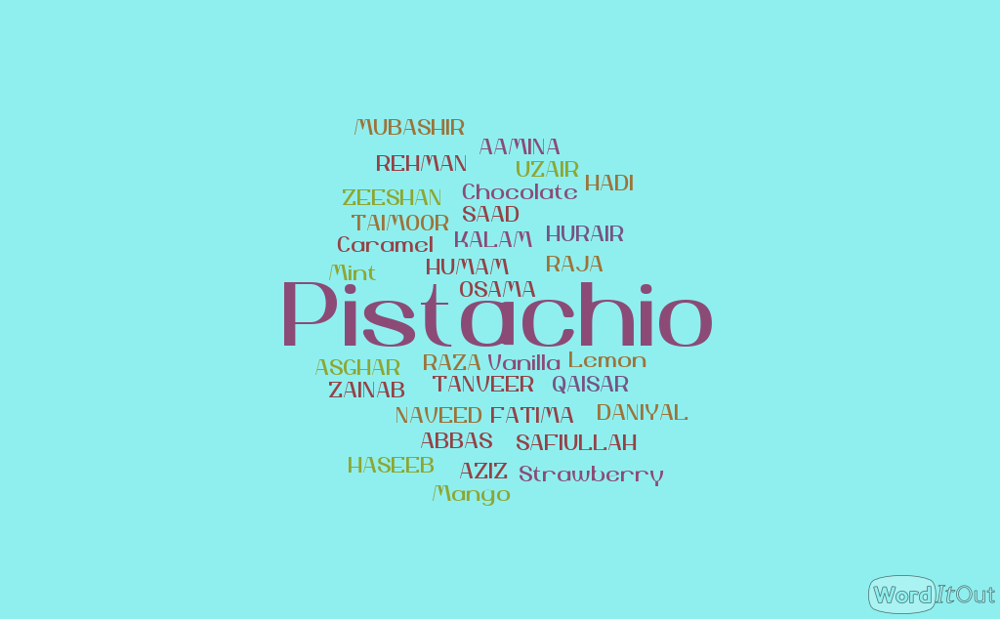 MUBASHIR
AAMINA
REHMAN
UZAIR
HADI
Chocolate
ZEESHAN
SAAD
TAIMOOR
HURAIR
KALAM
Caramel
RAJA
HUMAM
Mint
OSAMA
Pistachio
Lemon
RAZA Vanilla
ASGHAR
TANVEER QAISAR
ZAINAB
DANIYAL
NAVEED FATIMA
ABBAS SAFIULLAH
HASEEB
AZIZ Strawberry
Mango
WordItOut